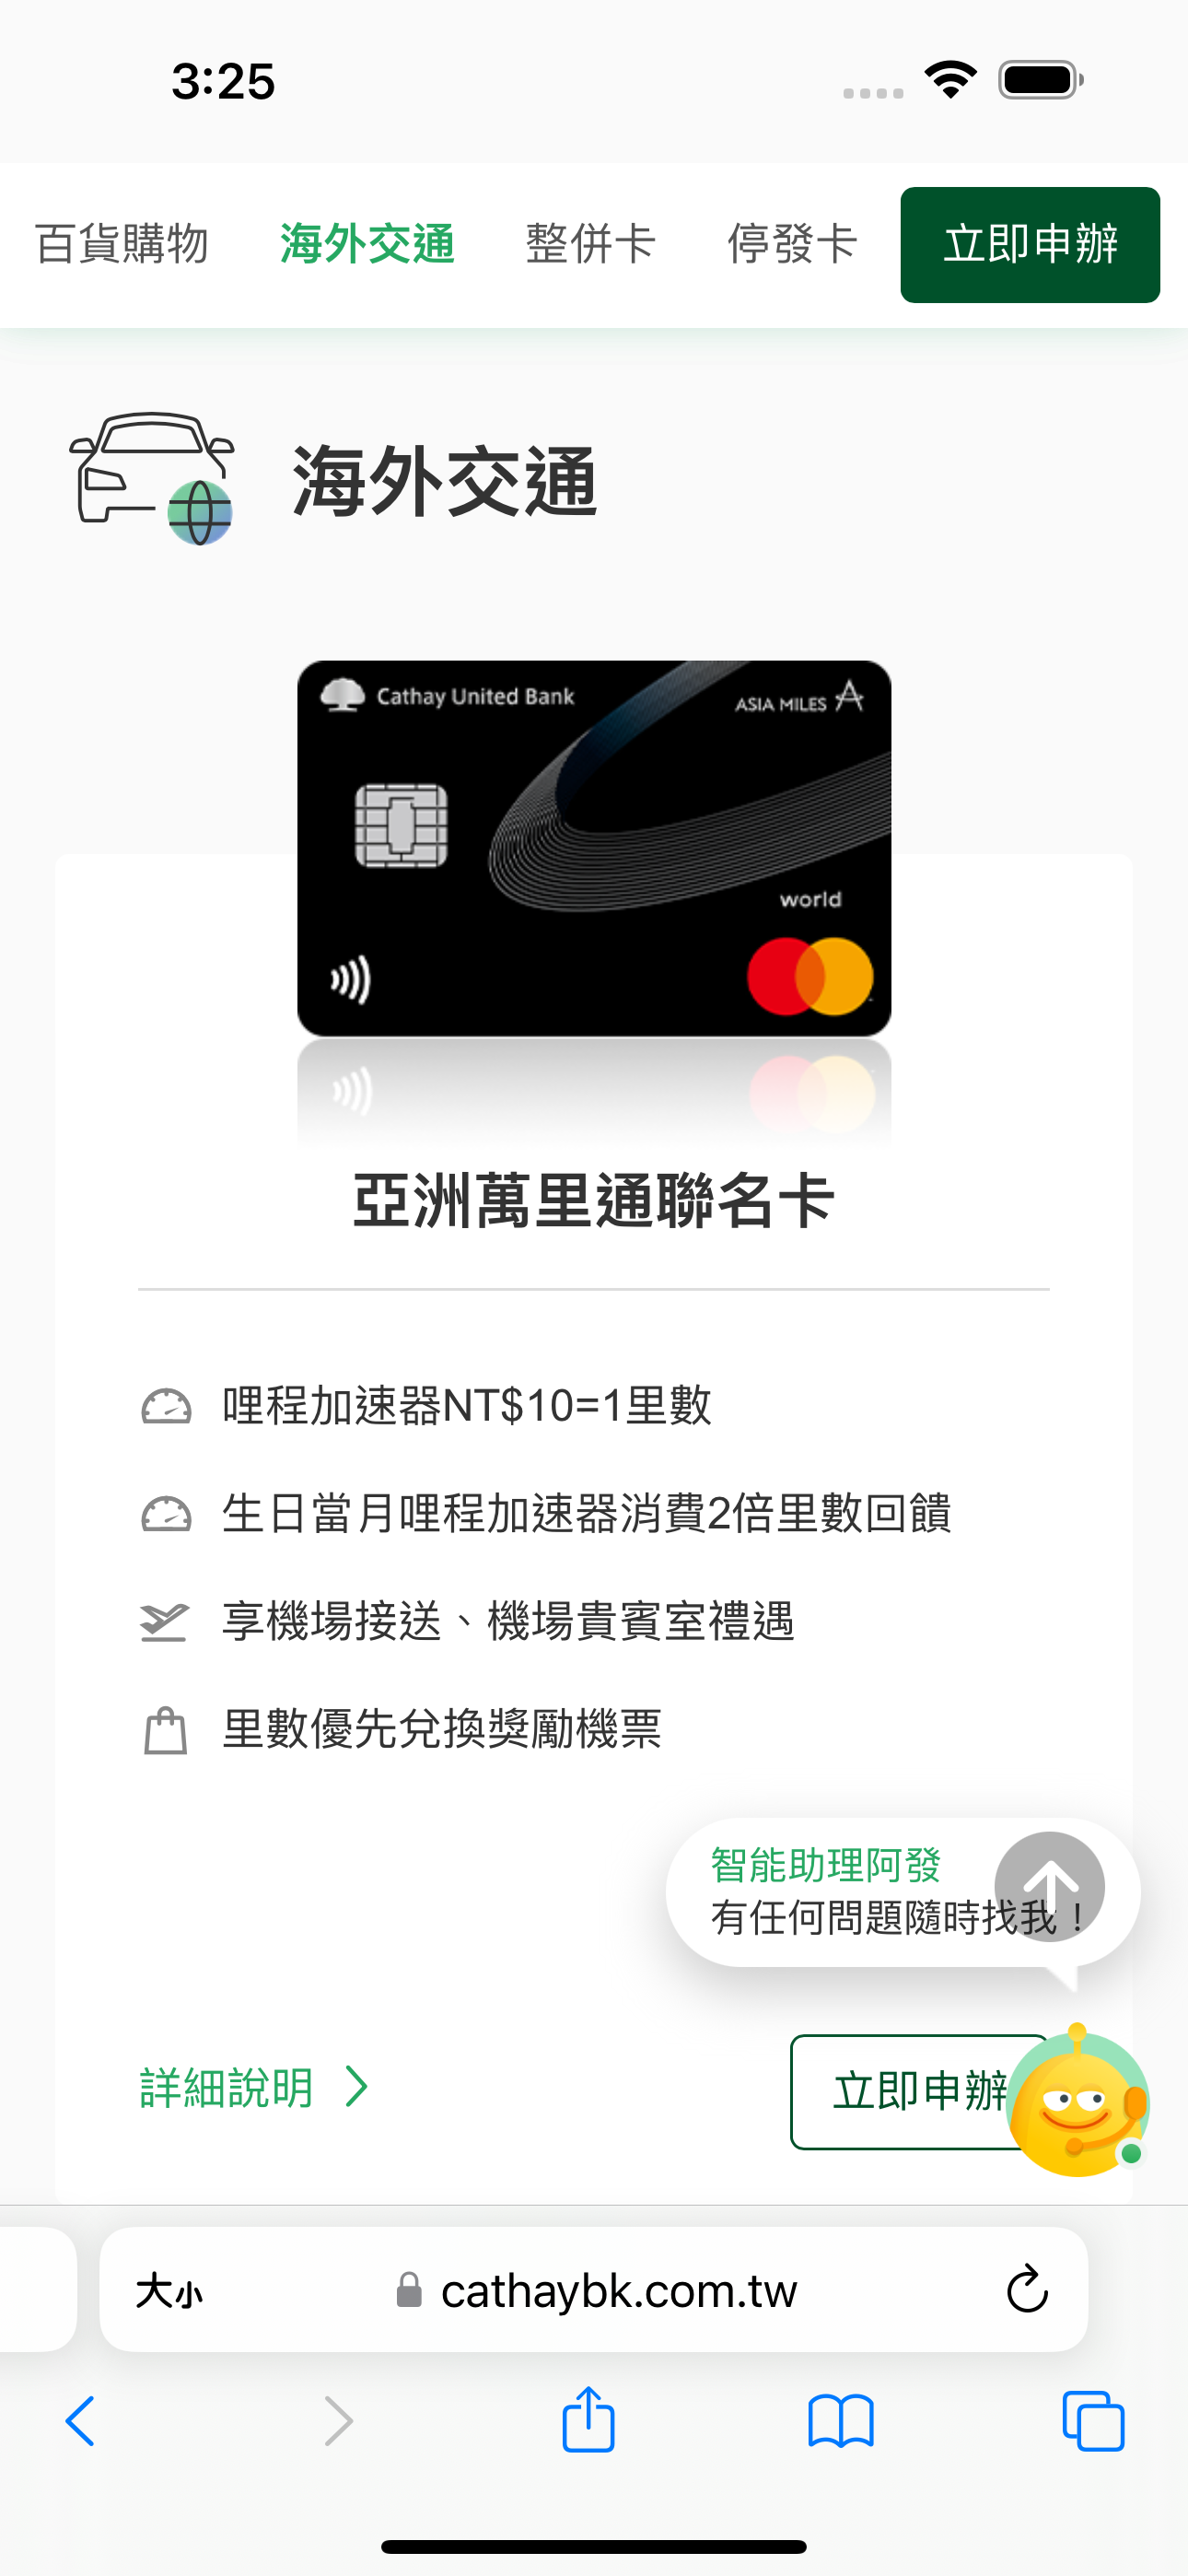 3:25
百貨購物 海外交通 整併卡 停發卡 立即申辦
海外交通
Cathay United Bank ASIA MILES
world
亞洲萬里通聯名卡
哩程加速器NT$10=1里數
生日當月哩程加速器消費2倍里數回饋
享機場接送、機場貴賓室禮遇
里數優先兌換獎勵機票
智能助理阿發
有任何問題隨時找我！
詳細說明 立即申辦
大小 cathaybk.com.tw